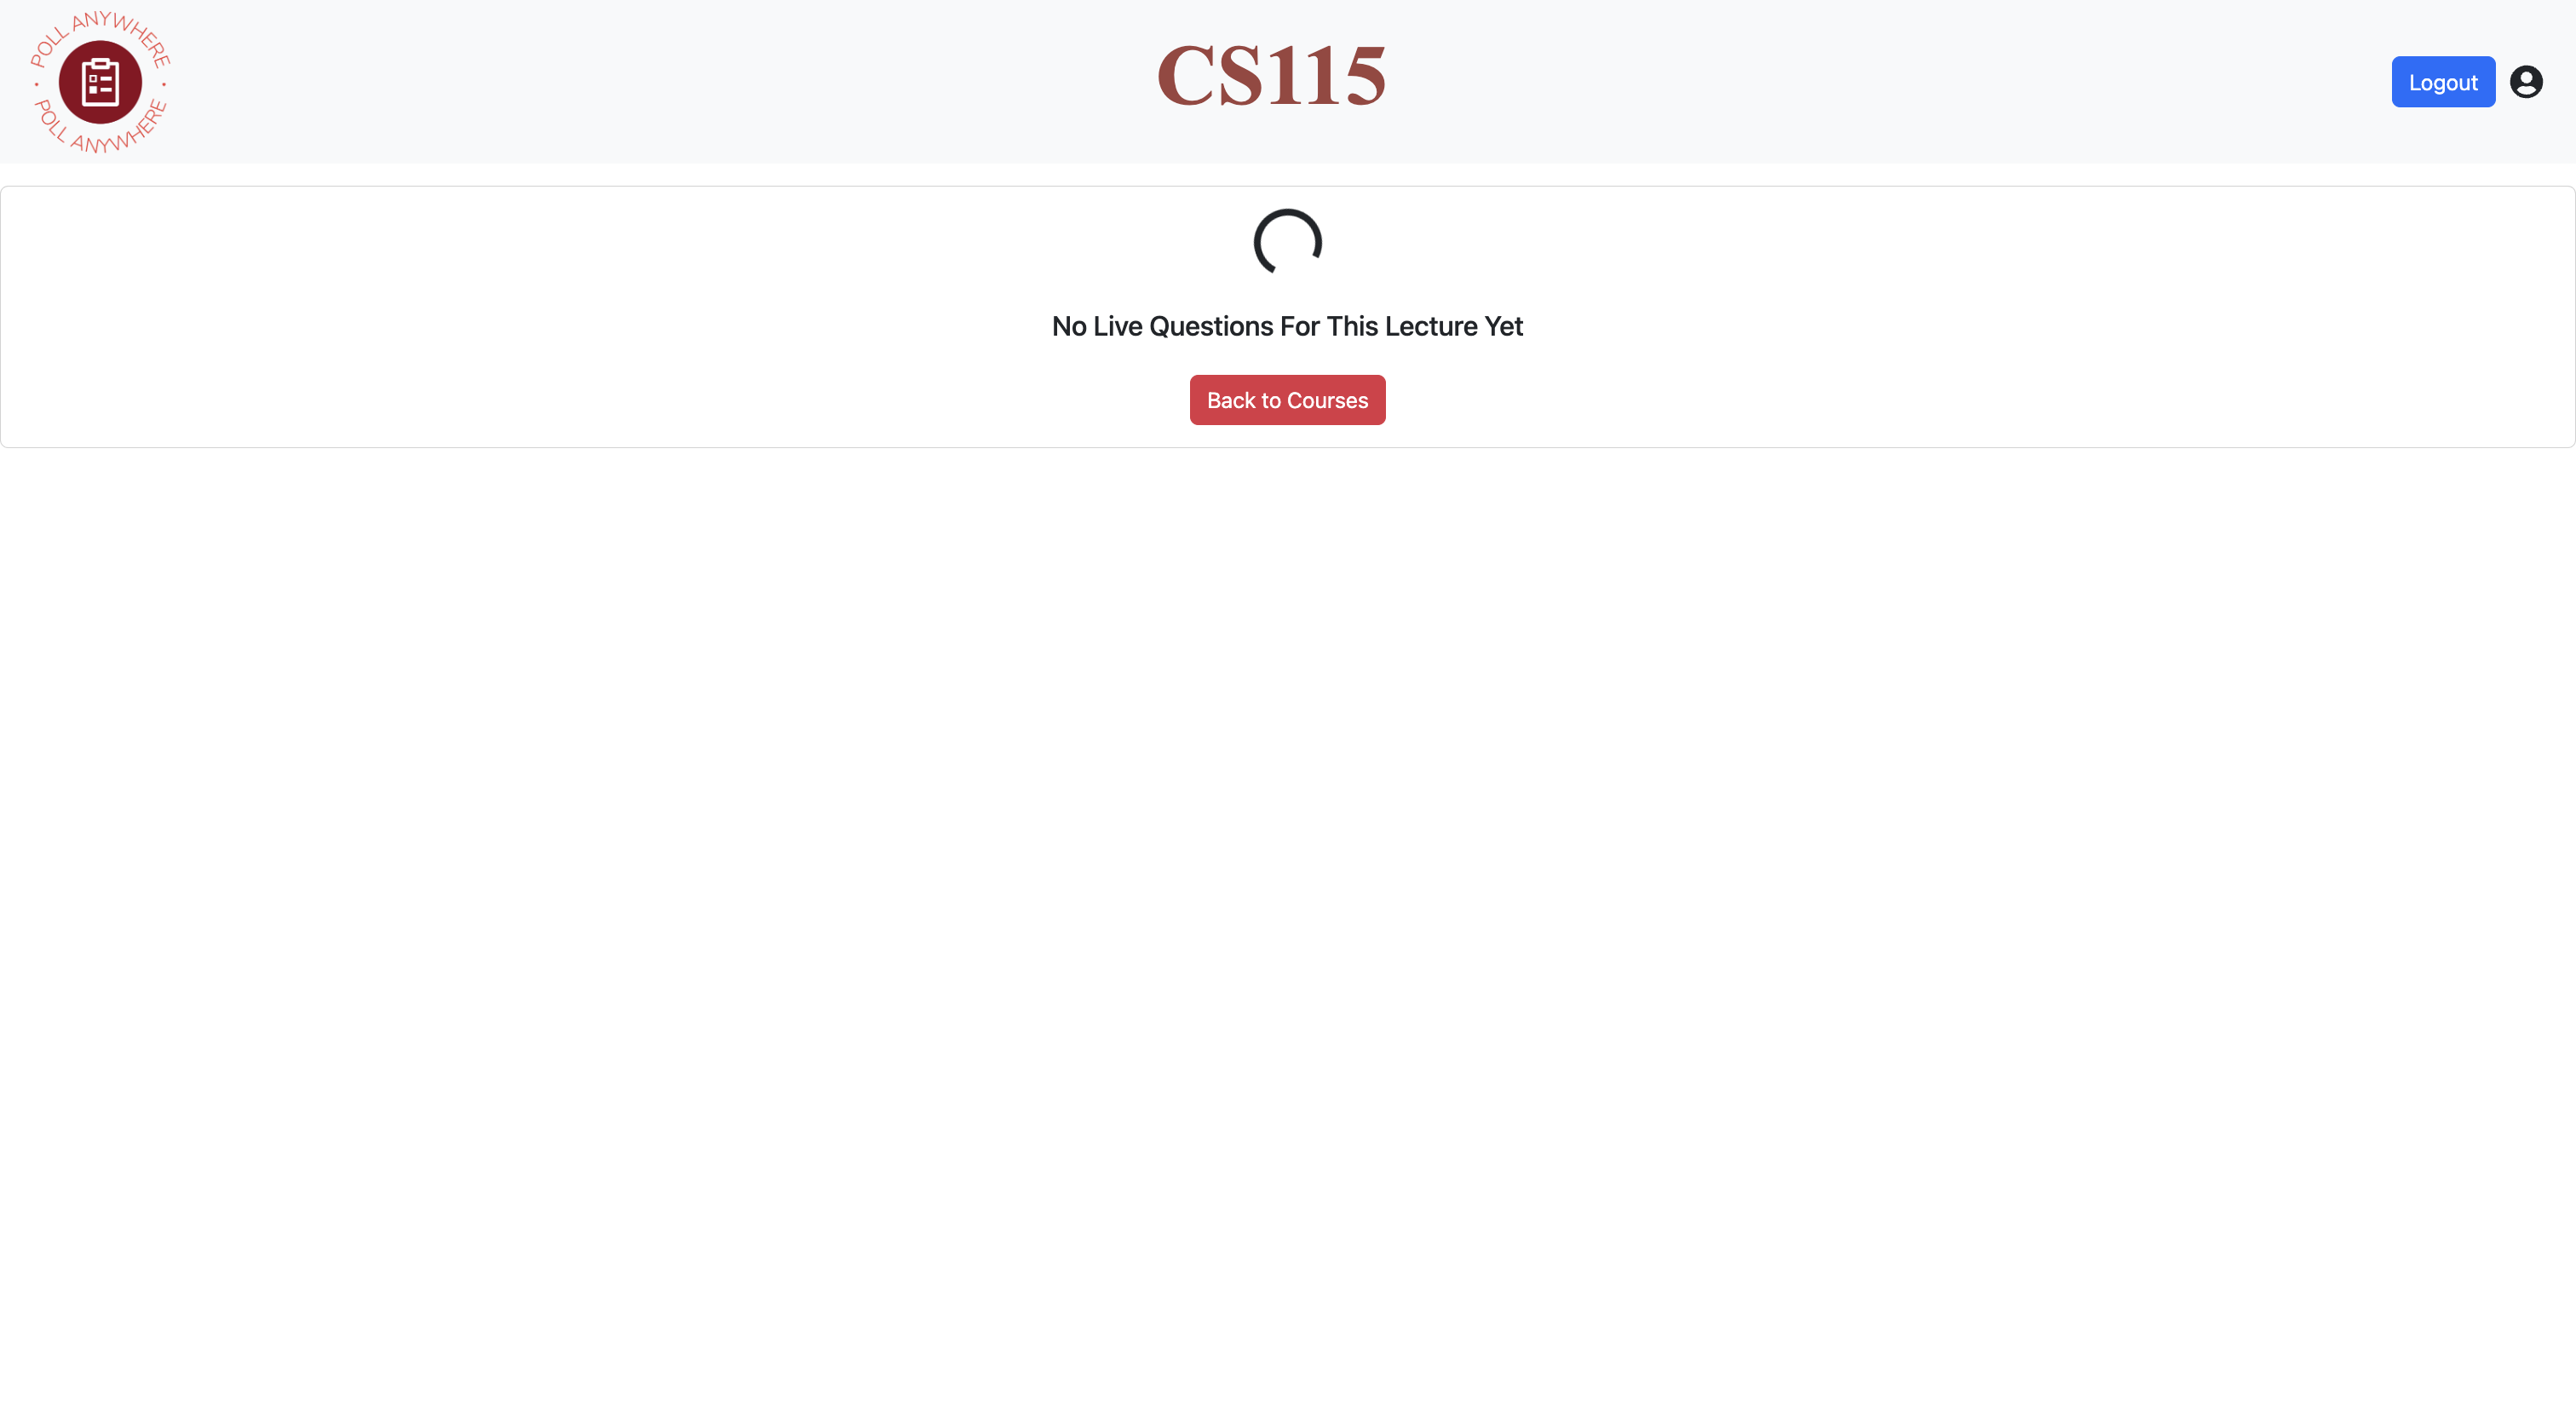 POLL ANYWHERE
POLL ANYWHERE
CS115
Logout
No Live Questions For This Lecture Yet
Back to Courses